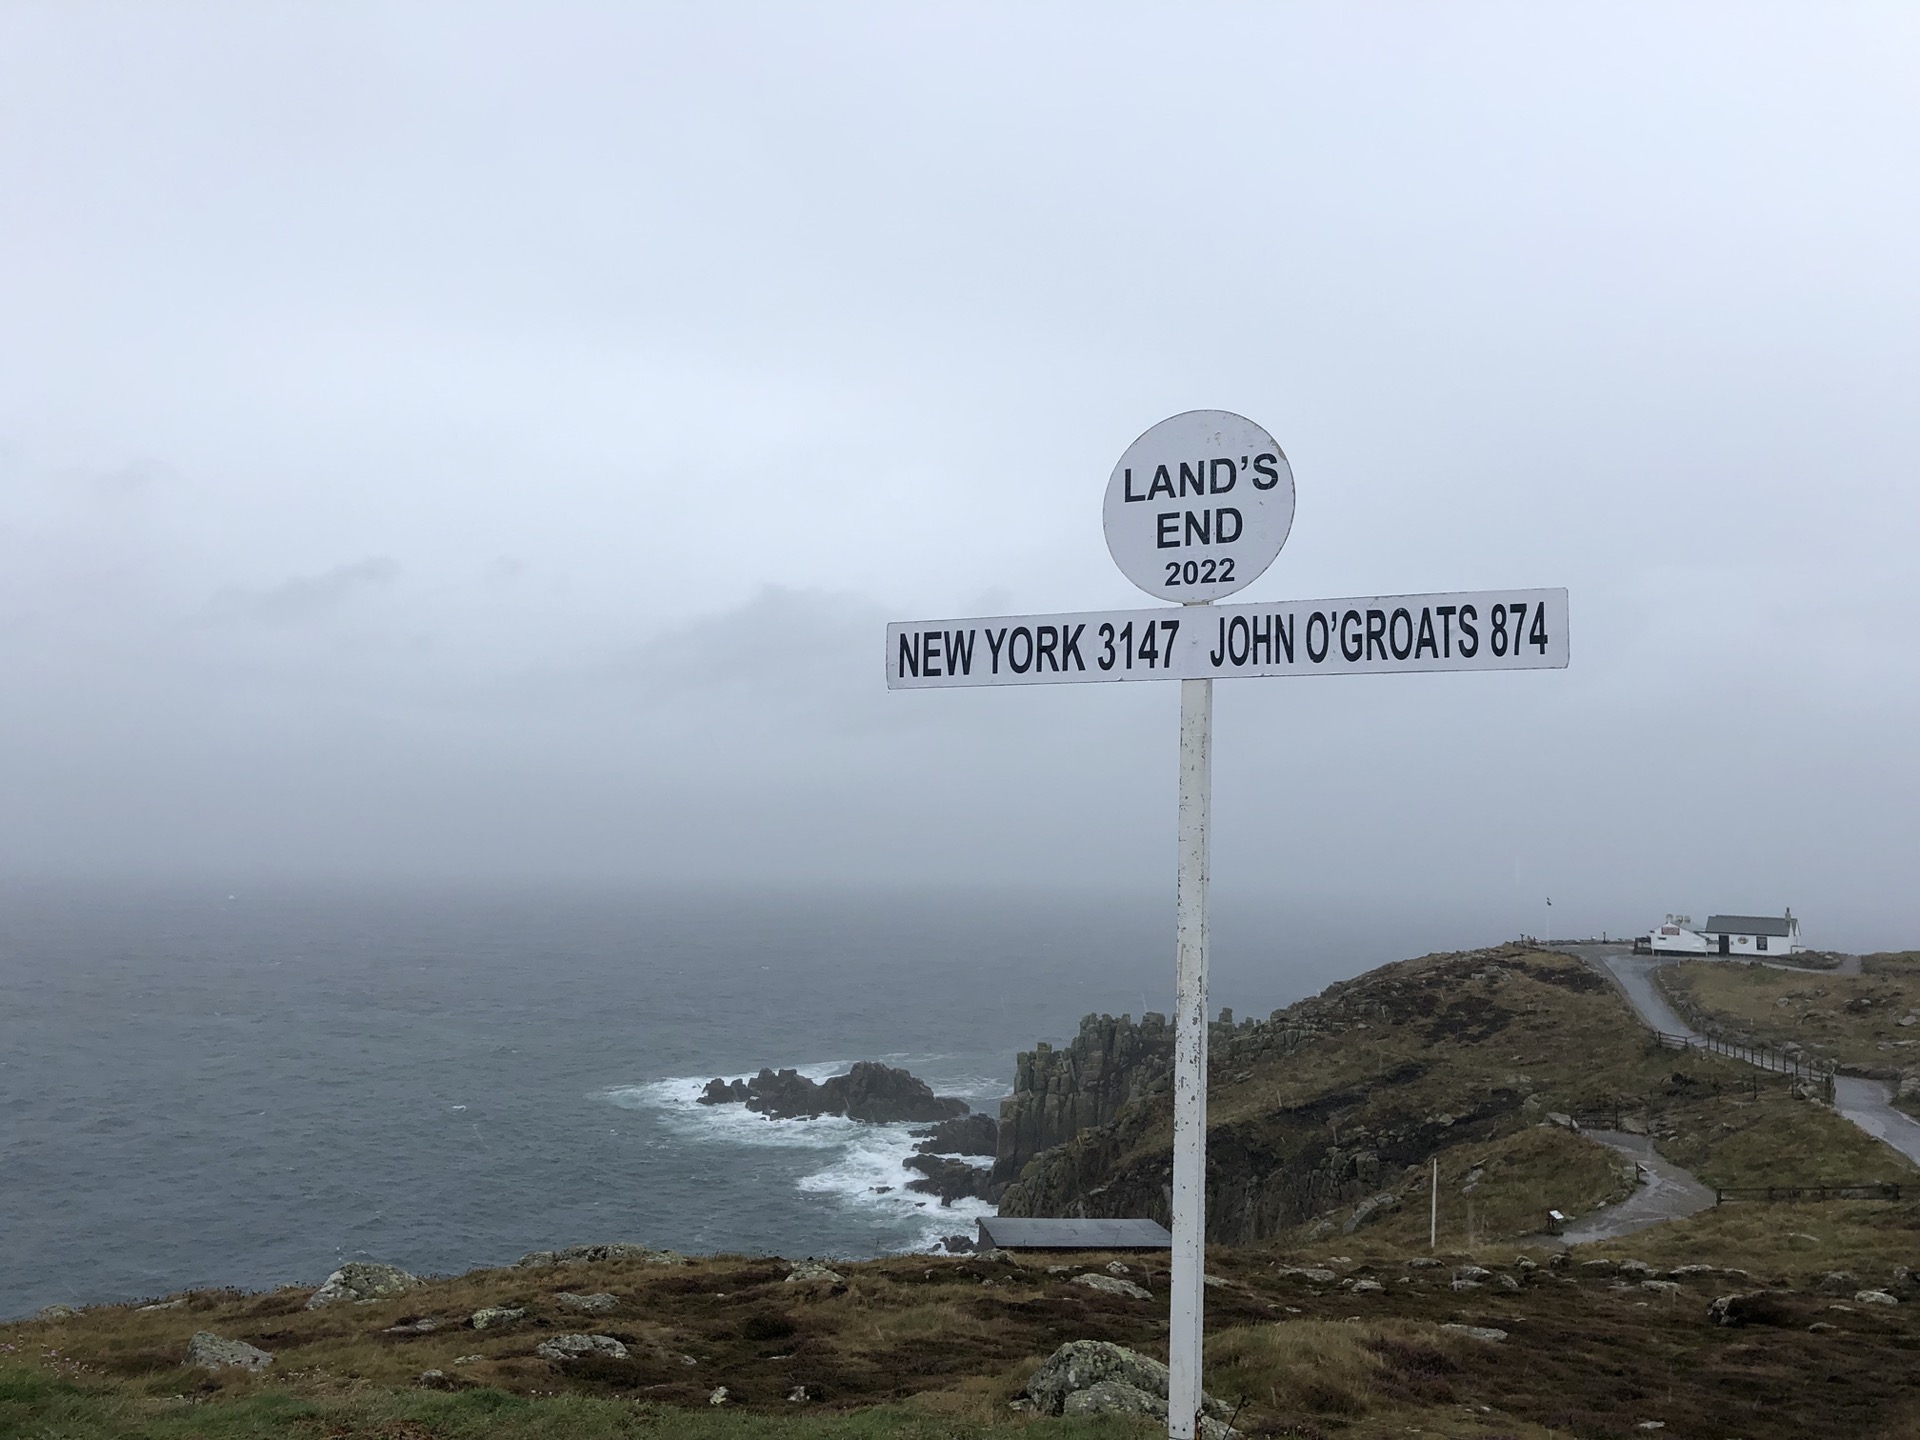 LAND'S
END
2022
NEW YORK 3147 JOHN O'GROATS 874